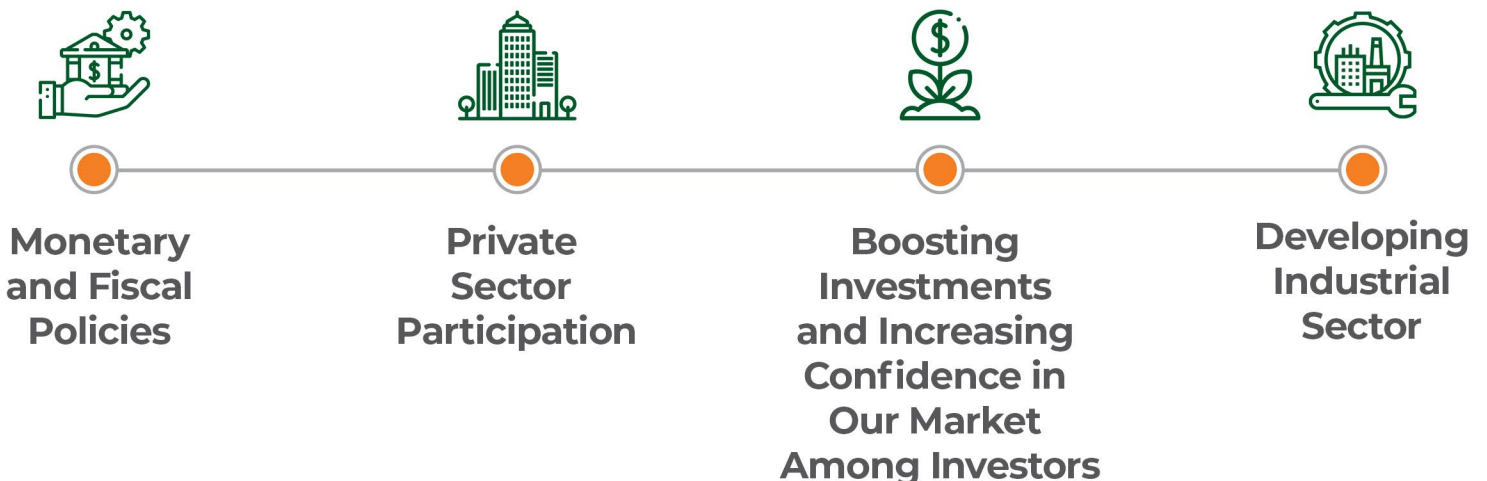 Monetary
and Fiscal
Policies
Private
Sector
Participation
Boosting
Investments
and Increasing
Confidence in
Our Market
Among Investors
Developing
Industrial
Sector